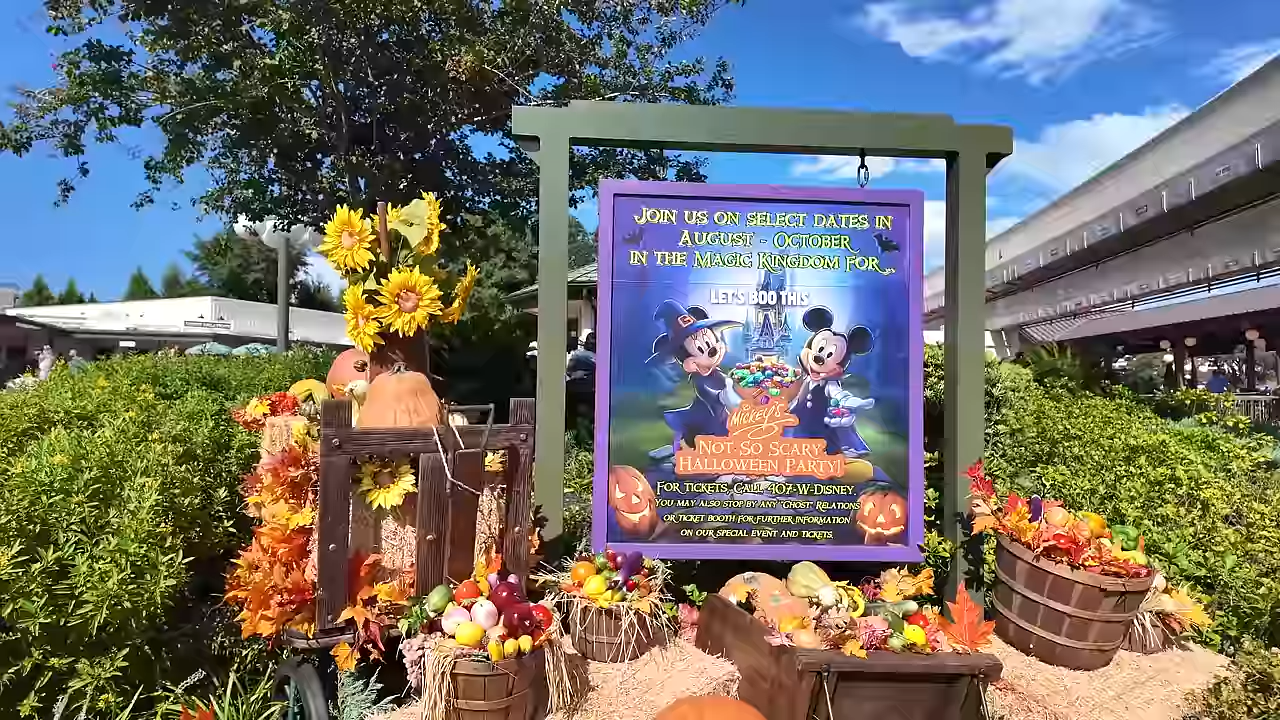 JOIN US ON SELECT DATES IN
AUGUST - OCTOBER
IN THE MAGIC KINGDOM FOR...
LET'S BOO THIS
MICKEY'S
NOT-SO-SCARY
HALLOWEEN PARTY!
FOR TICKETS, CALL 407-W-DISNEY.
YOU MAY ALSO STOP BY ANY "GHOST" RELATIONS
OR TICKET BOOTH FOR FURTHER INFORMATION
ON OUR SPECIAL EVENT AND TICKETS.